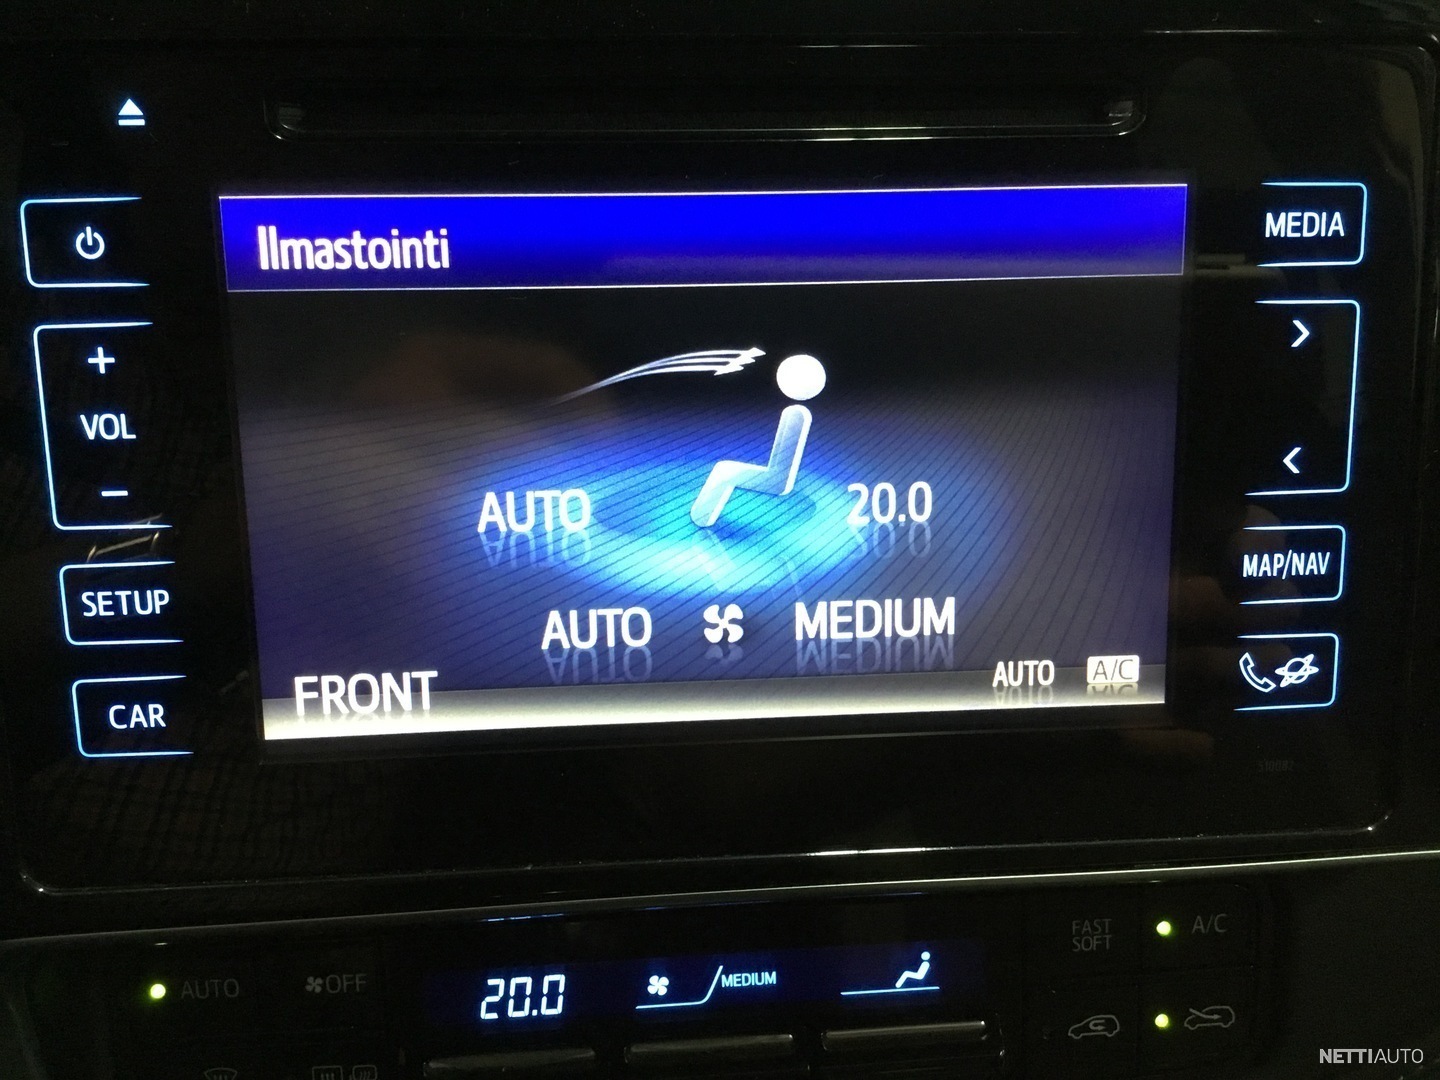 Ilmastointi
MEDIA
VOL
AUTO
20.0
MAP/NAV
SETUP
AUTO
MEDIUM
FRONT
AUTO
A/C
CAR
FAST
SOFT
A/C
AUTO
OFF
20.0
MEDIUM
NETTIAUTO